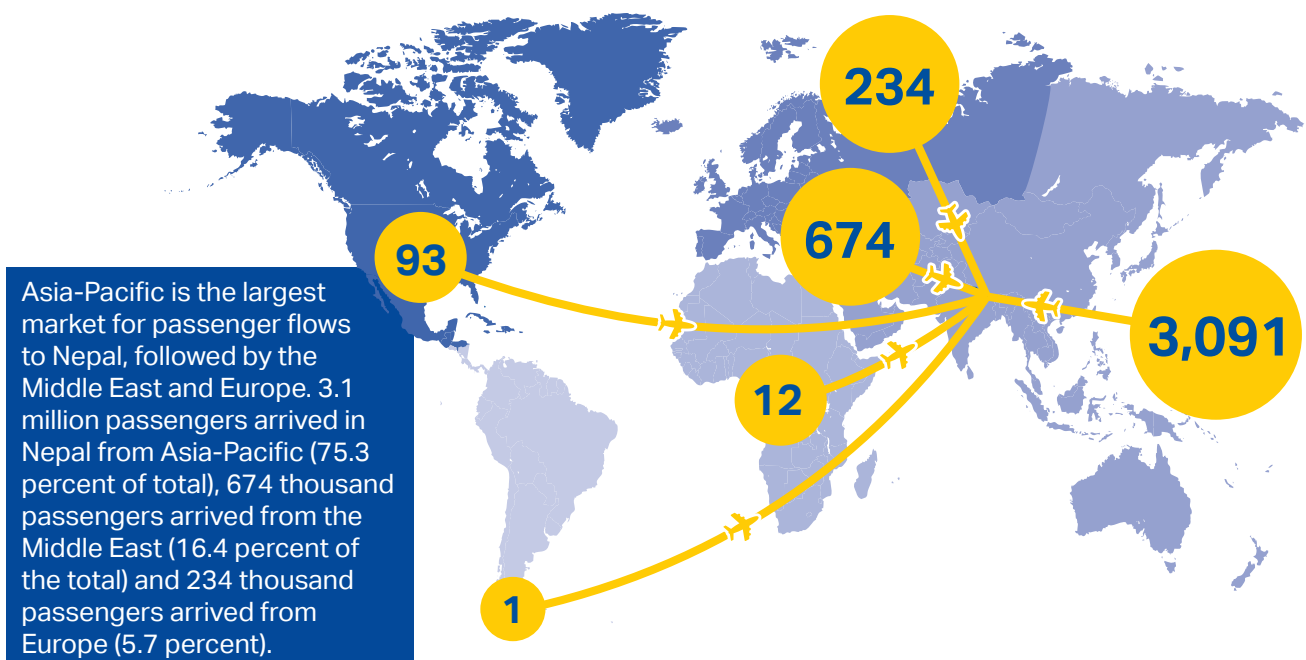 234
674
93
3,091
12
1
Asia-Pacific is the largest
market for passenger flows
to Nepal, followed by the
Middle East and Europe. 3.1
million passengers arrived in
Nepal from Asia-Pacific (75.3
percent of total), 674 thousand
passengers arrived from the
Middle East (16.4 percent of
the total) and 234 thousand
passengers arrived from
Europe (5.7 percent).